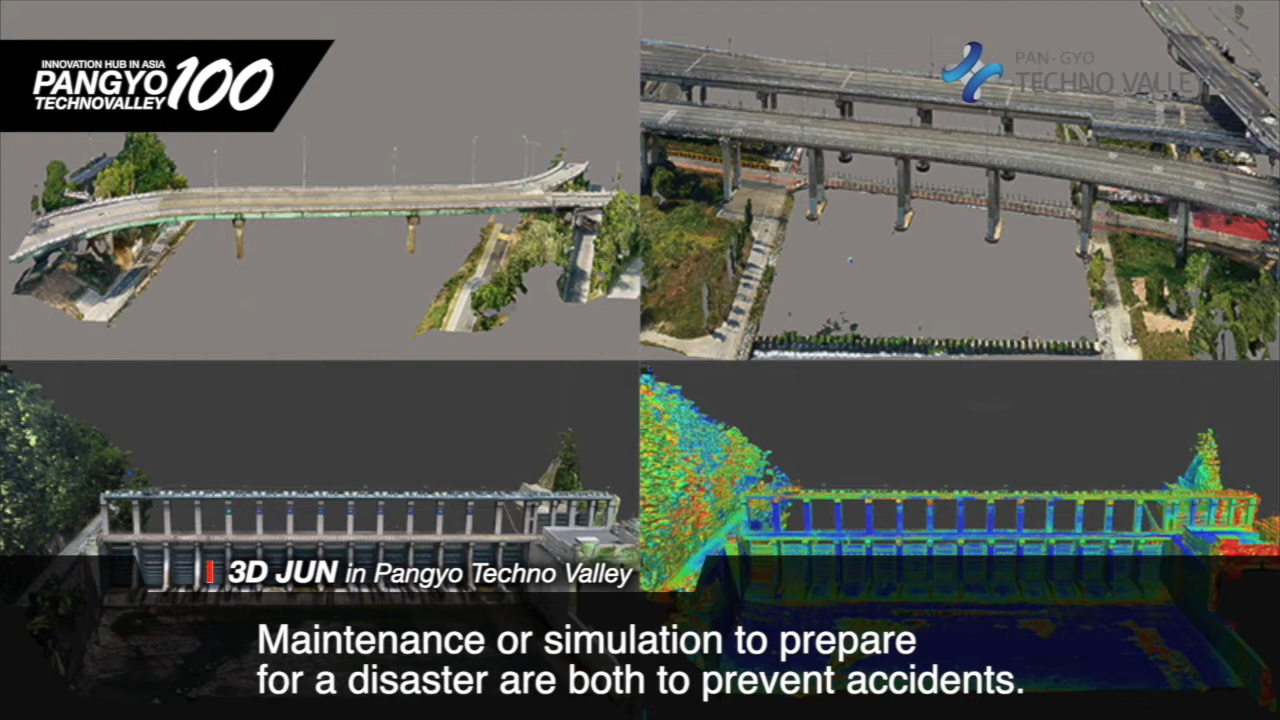 INNOVATION HUB IN ASIA
PANGYO 100
TECHNOVALLEY
PAN-GYO
TECHNO VALLEY
3D JUN in Pangyo Techno Valley
Maintenance or simulation to prepare
for a disaster are both to prevent accidents.